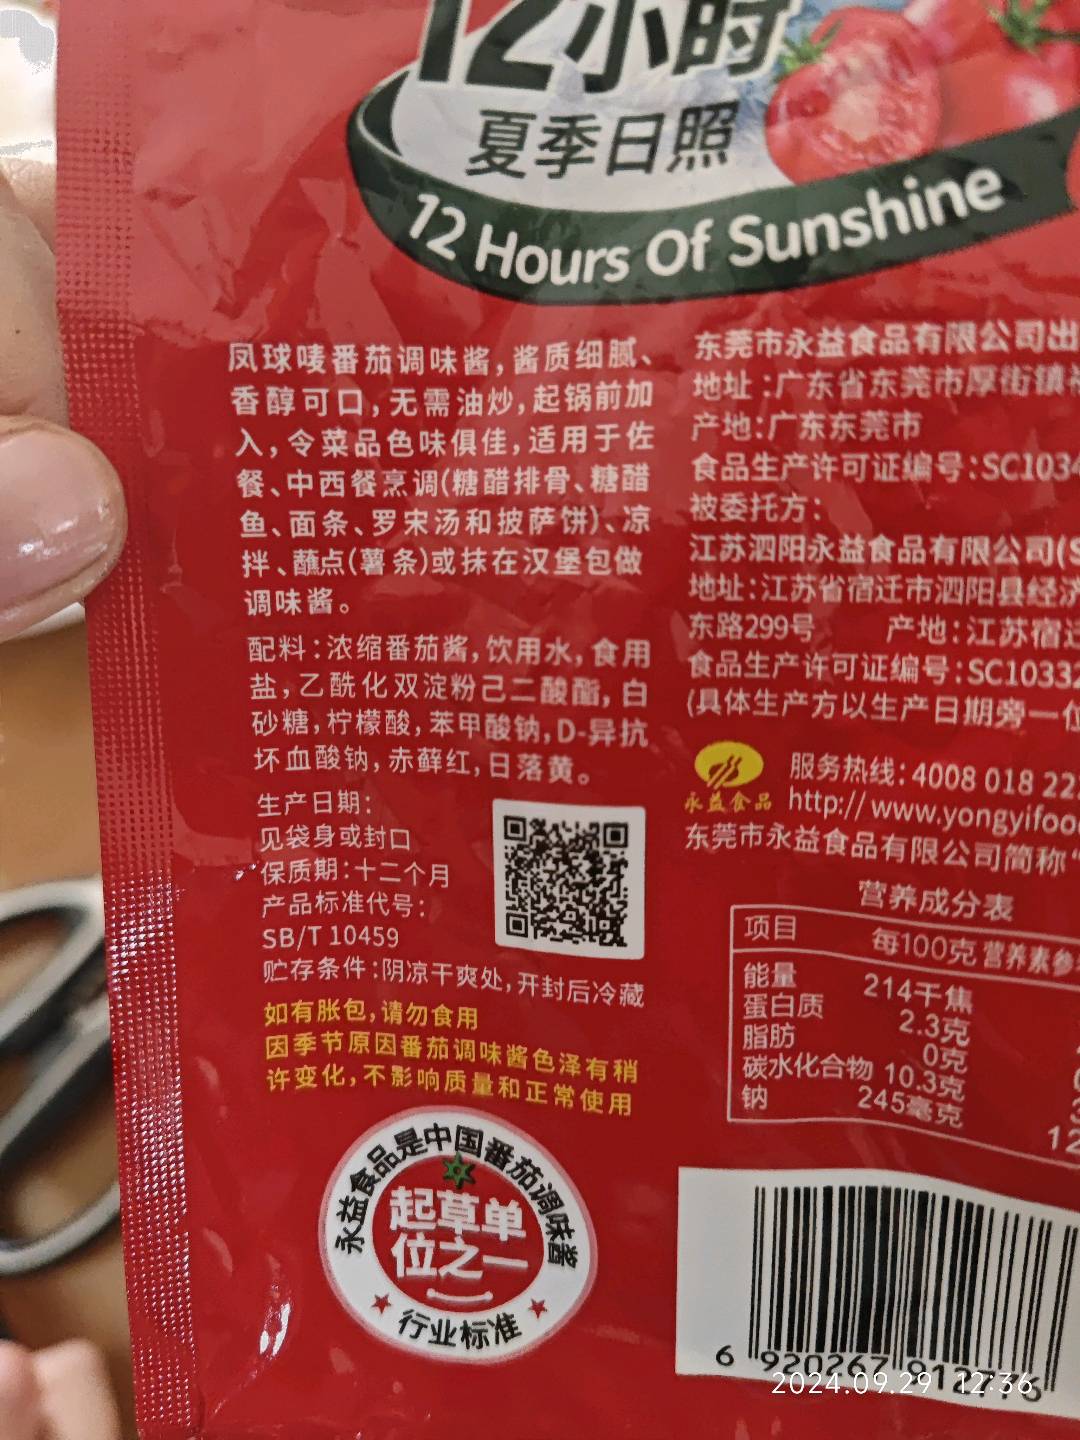 12小时
夏季日照
12 Hours Of Sunshine
凤球唛番茄调味酱,酱质细腻、
香醇可口,无需油炒,起锅前加
入,令菜品色味俱佳,适用于佐
餐、中西餐烹调(糖醋排骨、糖醋
鱼、面条、罗宋汤和披萨饼)、凉
拌、蘸点(薯条)或抹在汉堡包做
调味酱。
配料:浓缩番茄酱,饮用水,食用
盐,乙酰化双淀粉己二酸酯,白
砂糖,柠檬酸,苯甲酸钠,D-异抗
坏血酸钠,赤藓红,日落黄。
生产日期:
见袋身或封口
保质期:十二个月
产品标准代号:
SB/T 10459
贮存条件:阴凉干爽处,开封后冷藏
如有胀包,请勿食用
因季节原因番茄调味酱色泽有稍
许变化,不影响质量和正常使用
永益食品是中国番茄调味酱
起草单
位之一
行业标准
东莞市永益食品有限公司出
地址:广东省东莞市厚街镇
产地:广东东莞市
食品生产许可证编号:SC1034
被委托方:
江苏泗阳永益食品有限公司(S
地址:江苏省宿迁市泗阳县经济
东路299号 产地:江苏宿迁
食品生产许可证编号:SC10332
(具体生产方以生产日期旁一位
永益食品
服务热线:4008 018 22
http://www.yongyifoo
东莞市永益食品有限公司简称"
营养成分表
项目 每100克 营养素参
能量 214千焦
蛋白质 2.3克
脂肪 0克
碳水化合物 10.3克
钠 245毫克 12
6 920267 912776
2024.09.29 12:36